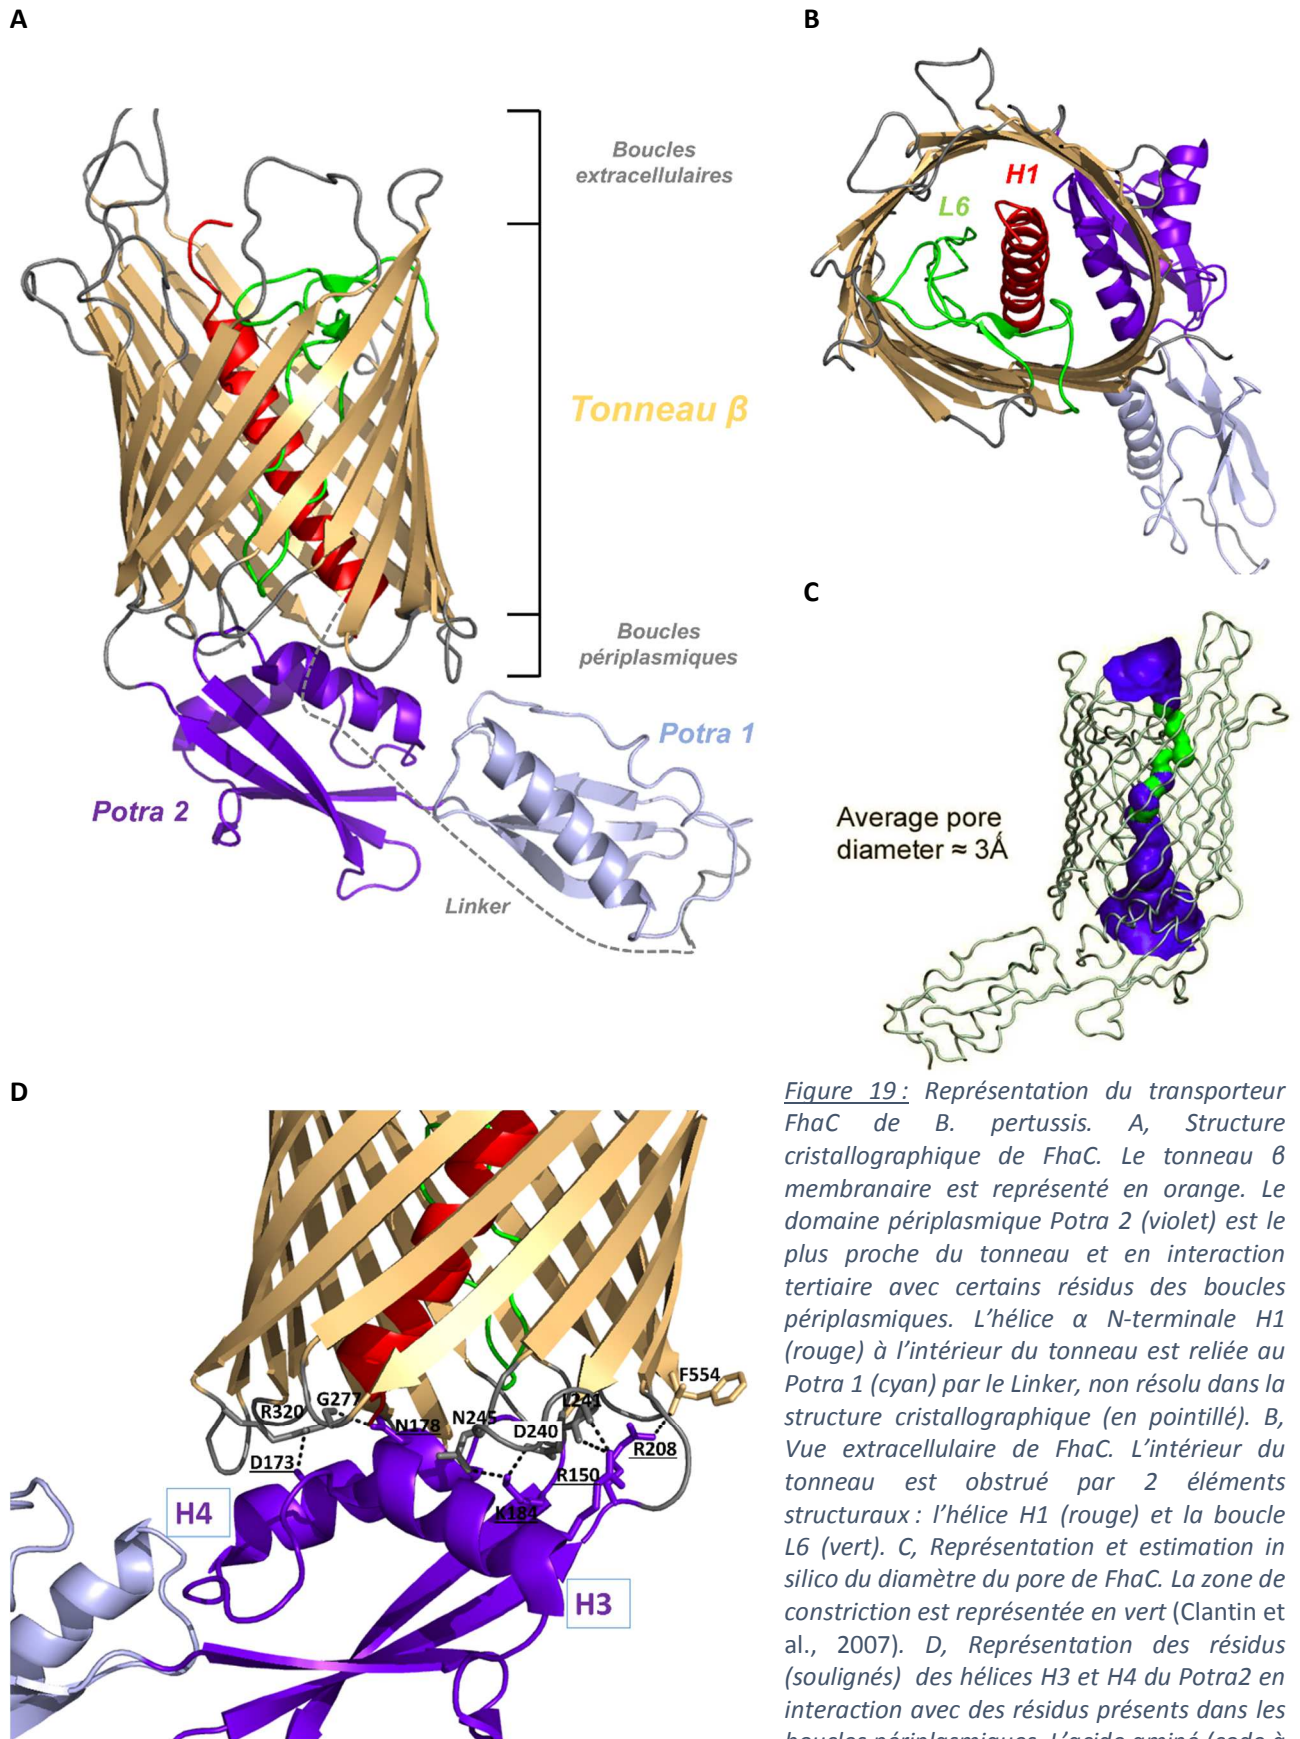 A
B
Boucles
extracellulaires
H1
L6
Tonneau β
C
Boucles
périplasmiques
Potra 1
Potra 2
Average pore
diameter ≈ 3Å
Linker
D
Figure 19 : Représentation du transporteur
FhaC de B. pertussis. A, Structure
cristallographique de FhaC. Le tonneau β
membranaire est représenté en orange. Le
domaine périplasmique Potra 2 (violet) est le
plus proche du tonneau et en interaction
tertiaire avec certains résidus des boucles
périplasmiques. L'hélice α N-terminale H1
(rouge) à l'intérieur du tonneau est reliée au
Potra 1 (cyan) par le Linker, non résolu dans la
structure cristallographique (en pointillé). B,
Vue extracellulaire de FhaC. L'intérieur du
tonneau est obstrué par 2 éléments
structuraux : l'hélice H1 (rouge) et la boucle
L6 (vert). C, Représentation et estimation in
silico du diamètre du pore de FhaC. La zone de
constriction est représentée en vert (Clantin et
al., 2007). D, Représentation des résidus
(soulignés) des hélices H3 et H4 du Potra2 en
interaction avec des résidus présents dans les
boucles périplasmiques. L'acide aminé (code à
F554
G277
R320
L241
N178
N245
D240
R208
D173
R150
K184
H4
H3